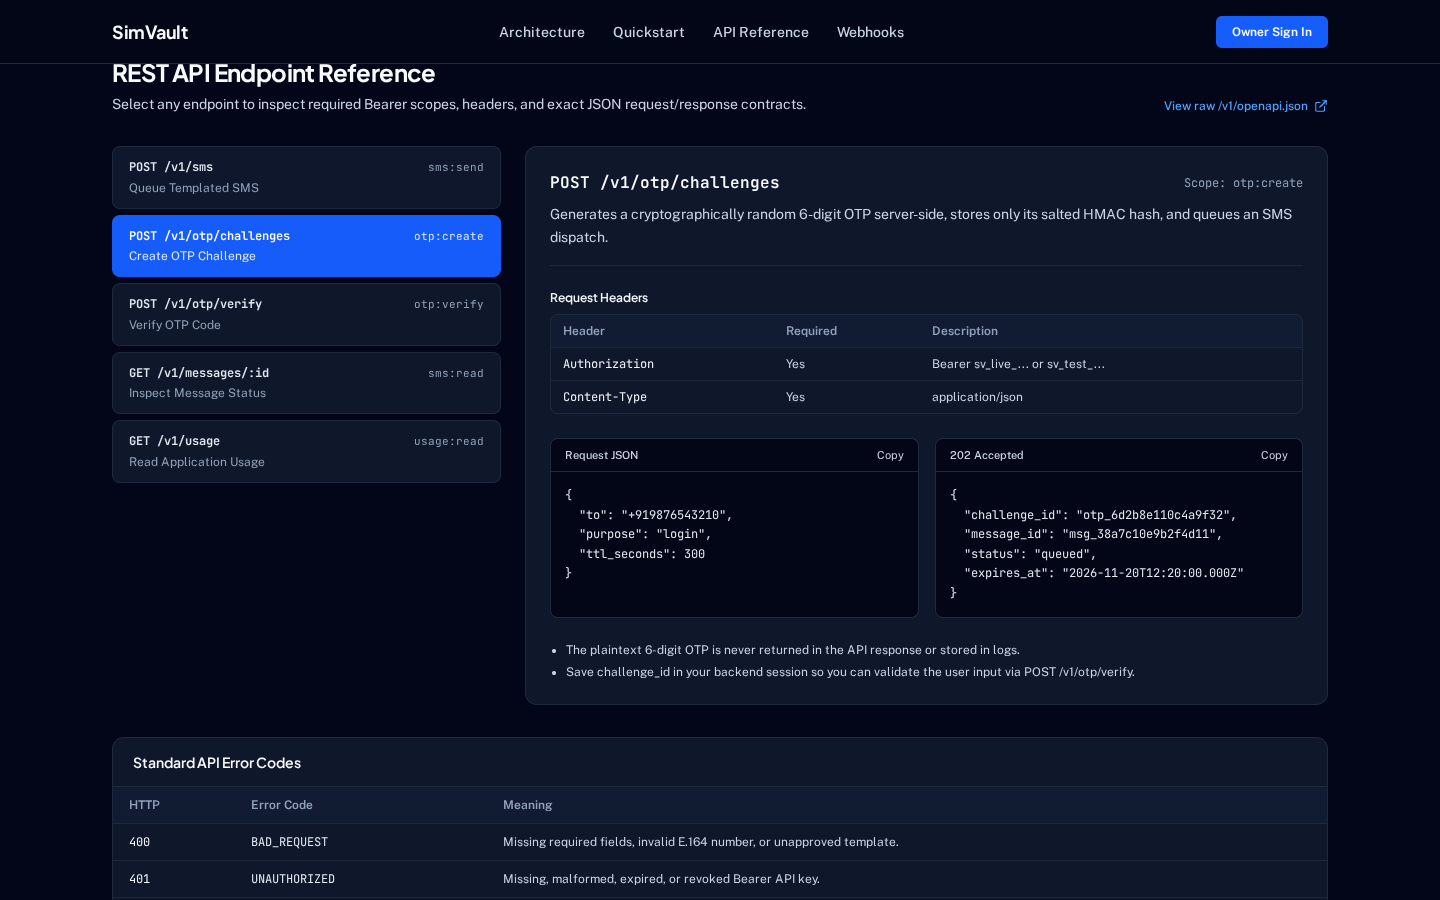 SimVault
Architecture
Quickstart
API Reference
Webhooks
Owner Sign In
REST API Endpoint Reference
Select any endpoint to inspect required Bearer scopes, headers, and exact JSON request/response contracts.
View raw /v1/openapi.json
POST /v1/sms
sms:send
Queue Templated SMS
POST /v1/otp/challenges
otp:create
Create OTP Challenge
POST /v1/otp/verify
otp:verify
Verify OTP Code
GET /v1/messages/:id
sms:read
Inspect Message Status
GET /v1/usage
usage:read
Read Application Usage
POST /v1/otp/challenges
Scope: otp:create
Generates a cryptographically random 6-digit OTP server-side, stores only its salted HMAC hash, and queues an SMS
dispatch.
Request Headers
Header Required Description
Authorization Yes Bearer sv_live_... or sv_test_...
Content-Type Yes application/json
Request JSON
Copy
{
  "to": "+919876543210",
  "purpose": "login",
  "ttl_seconds": 300
}
202 Accepted
Copy
{
  "challenge_id": "otp_6d2b8e110c4a9f32",
  "message_id": "msg_38a7c10e9b2f4d11",
  "status": "queued",
  "expires_at": "2026-11-20T12:20:00.000Z"
}
• The plaintext 6-digit OTP is never returned in the API response or stored in logs.
• Save challenge_id in your backend session so you can validate the user input via POST /v1/otp/verify.
Standard API Error Codes
HTTP Error Code Meaning
400 BAD_REQUEST Missing required fields, invalid E.164 number, or unapproved template.
401 UNAUTHORIZED Missing, malformed, expired, or revoked Bearer API key.